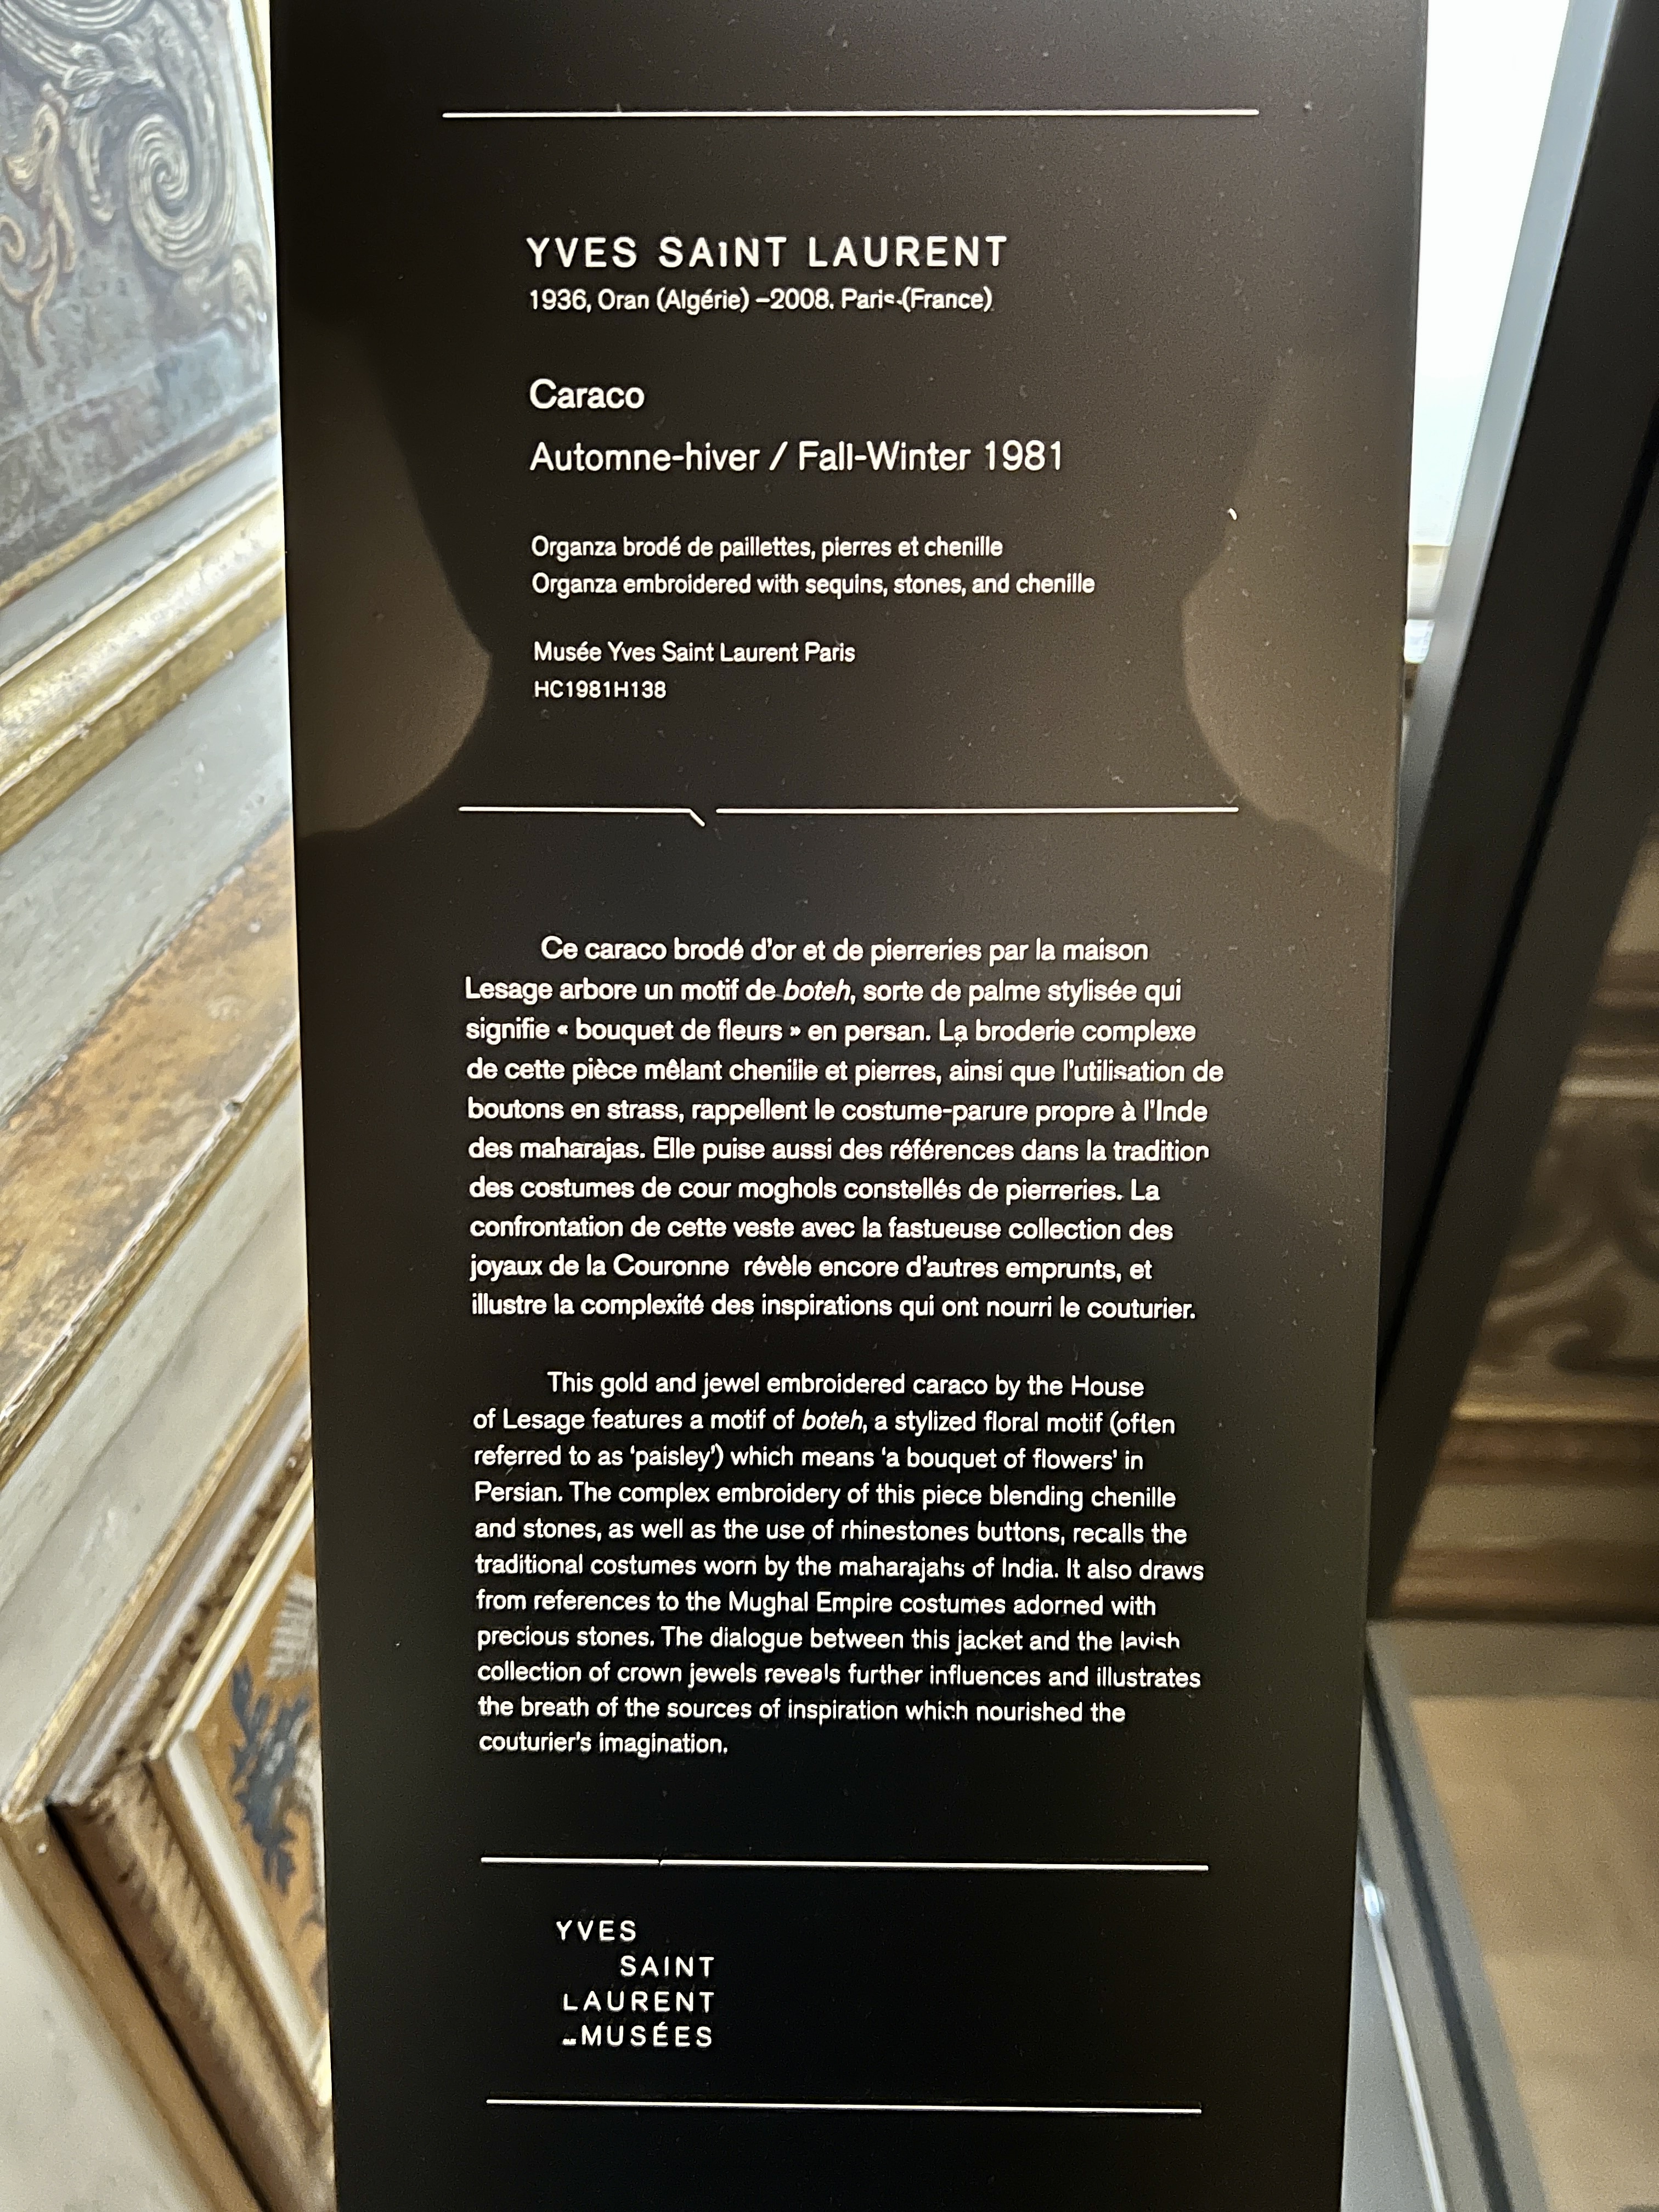 YVES SAINT LAURENT
1936, Oran (Algérie) –2008. Paris (France)
Caraco
Automne-hiver / Fall-Winter 1981
Organza brodé de paillettes, pierres et chenille
Organza embroidered with sequins, stones, and chenille
Musée Yves Saint Laurent Paris
HC1981H138
Ce caraco brodé d'or et de pierreries par la maison
Lesage arbore un motif de boteh, sorte de palme stylisée qui
signifie « bouquet de fleurs » en persan. La broderie complexe
de cette pièce mêlant chenille et pierres, ainsi que l'utilisation de
boutons en strass, rappellent le costume-parure propre à l'Inde
des maharajas. Elle puise aussi des références dans la tradition
des costumes de cour moghols constellés de pierreries. La
confrontation de cette veste avec la fastueuse collection des
joyaux de la Couronne révèle encore d'autres emprunts, et
illustre la complexité des inspirations qui ont nourri le couturier.
This gold and jewel embroidered caraco by the House
of Lesage features a motif of boteh, a stylized floral motif (often
referred to as 'paisley') which means 'a bouquet of flowers' in
Persian. The complex embroidery of this piece blending chenille
and stones, as well as the use of rhinestones buttons, recalls the
traditional costumes worn by the maharajahs of India. It also draws
from references to the Mughal Empire costumes adorned with
precious stones. The dialogue between this jacket and the lavish
collection of crown jewels reveals further influences and illustrates
the breath of the sources of inspiration which nourished the
couturier's imagination.
YVES
SAINT
LAURENT
MUSÉES